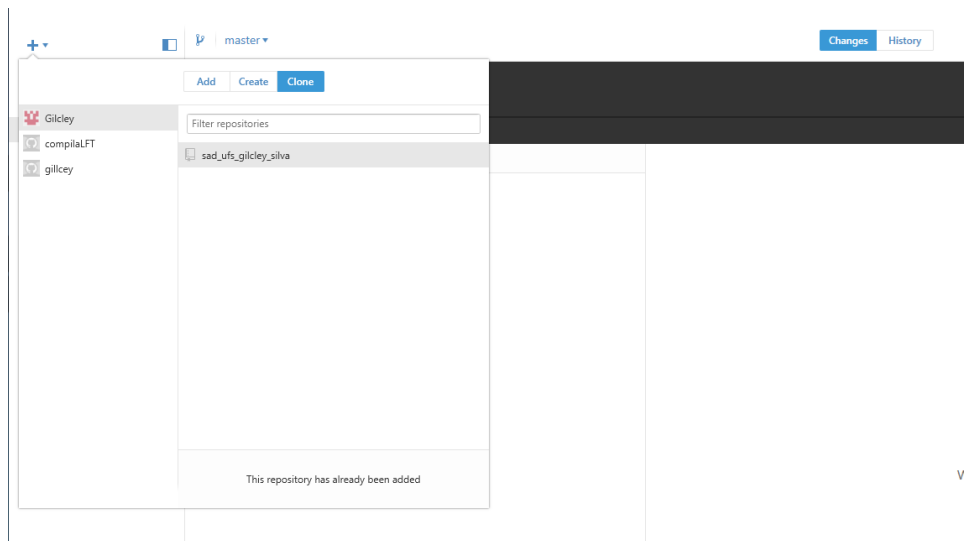 master
Changes
History
Add
Create
Clone
Gilcley
compilaLFT
gillcey
Filter repositories
sad_ufs_gilcley_silva
This repository has already been added
W